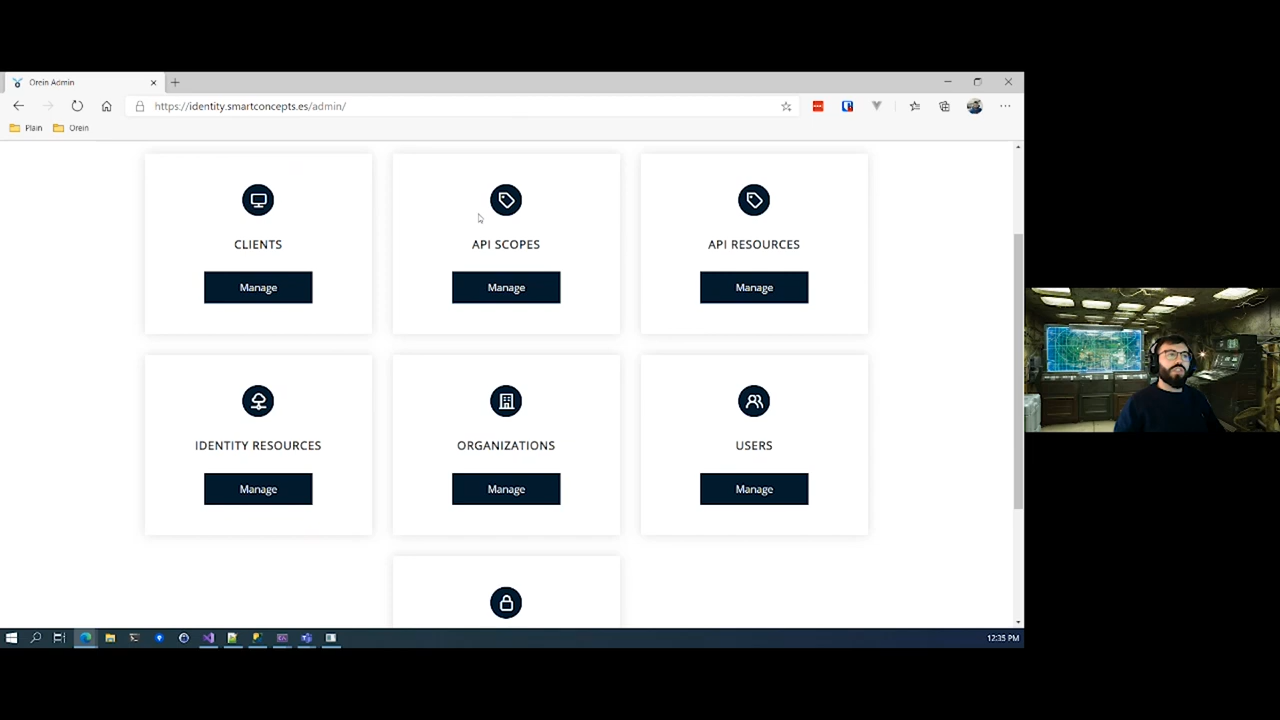 Orein Admin
https://identity.smartconcepts.es/admin/
Plain
Orein
CLIENTS
API SCOPES
API RESOURCES
Manage
Manage
Manage
IDENTITY RESOURCES
ORGANIZATIONS
USERS
Manage
Manage
Manage
12:35 PM